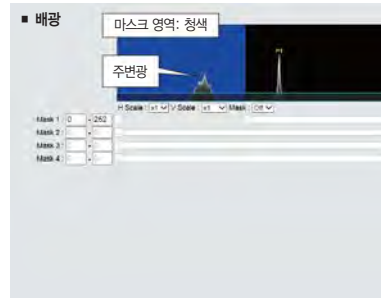 ▪ 배광
마스크 영역: 청색
주변광
P1
H Scale: x1 V Scale: x1 Mask: Off
Mask 1: 0 - 252
Mask 2: -
Mask 3: -
Mask 4: -